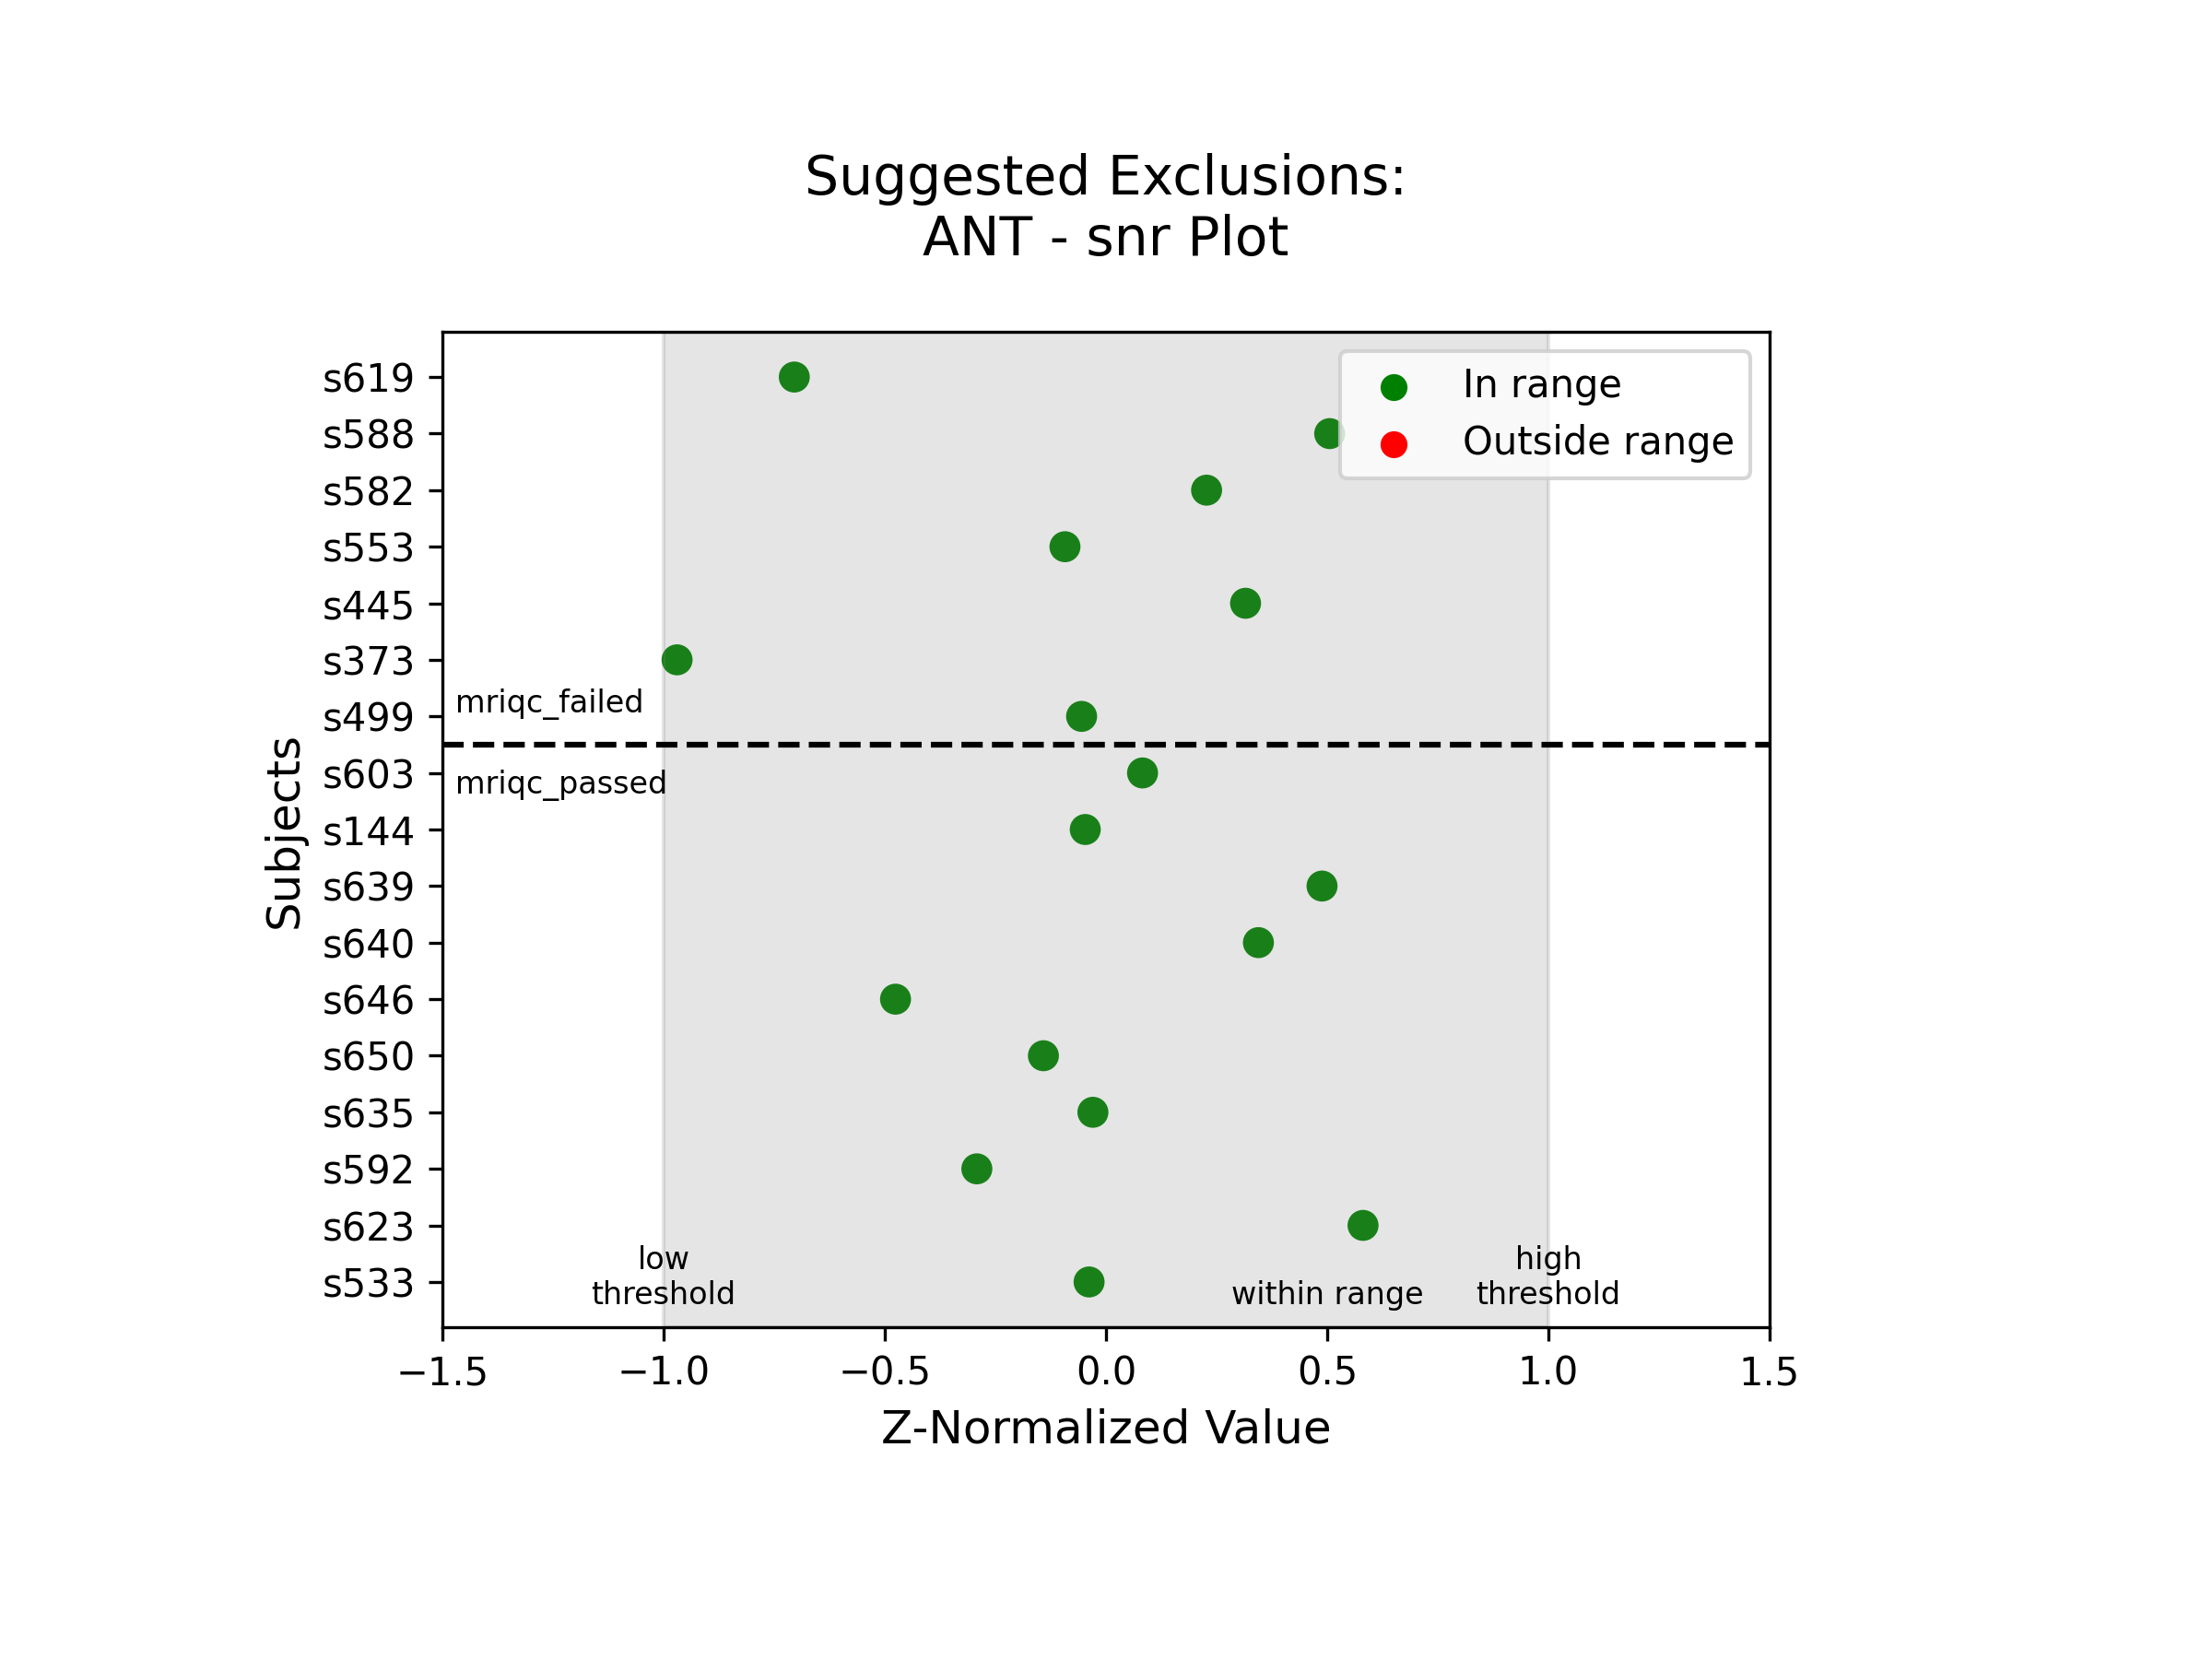 Suggested Exclusions:
ANT - snr Plot
In range
Outside range
s619
s588
s582
s553
s445
s373
mriqc_failed
s499
s603
mriqc_passed
s144
s639
s640
s646
s650
s635
s592
s623
s533
Subjects
low
threshold
within range
high
threshold
−1.5
−1.0
−0.5
0.0
0.5
1.0
1.5
Z-Normalized Value